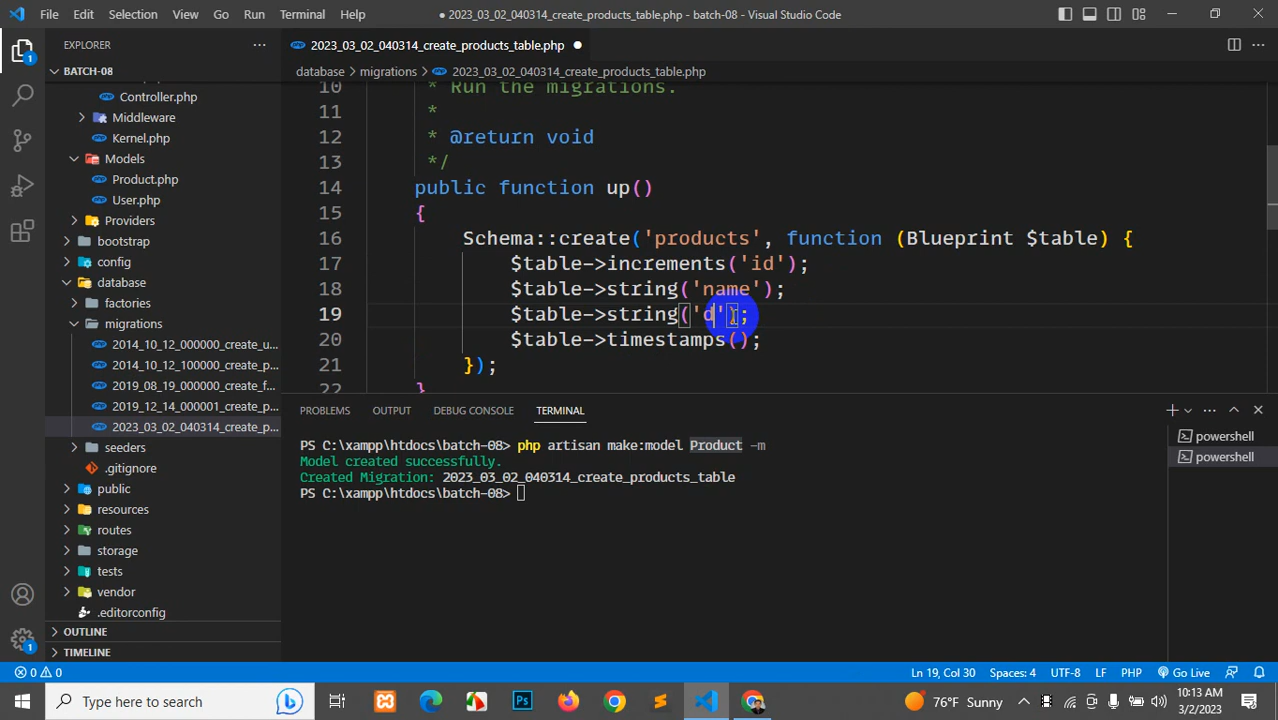 File Edit Selection View Go Run Terminal Help
● 2023_03_02_040314_create_products_table.php - batch-08 - Visual Studio Code
EXPLORER
BATCH-08
Controller.php
Middleware
Kernel.php
Models
Product.php
User.php
Providers
bootstrap
config
database
factories
migrations
2014_10_12_000000_create_u...
2014_10_12_100000_create_p...
2019_08_19_000000_create_f...
2019_12_14_000001_create_p...
2023_03_02_040314_create_p...
seeders
.gitignore
public
resources
routes
storage
tests
vendor
.editorconfig
OUTLINE
TIMELINE
2023_03_02_040314_create_products_table.php
database > migrations > 2023_03_02_040314_create_products_table.php
10 * Run the migrations.
11 *
12 * @return void
13 */
14 public function up()
15 {
16 Schema::create('products', function (Blueprint $table) {
17 $table->increments('id');
18 $table->string('name');
19 $table->string('d');
20 $table->timestamps();
21 });
22 }
PROBLEMS OUTPUT DEBUG CONSOLE TERMINAL
PS C:\xampp\htdocs\batch-08> php artisan make:model Product -m
Model created successfully.
Created Migration: 2023_03_02_040314_create_products_table
PS C:\xampp\htdocs\batch-08>
powershell
powershell
0 0 Ln 19, Col 30 Spaces: 4 UTF-8 LF PHP Go Live
Type here to search
Ps
76°F Sunny
10:13 AM
3/2/2023